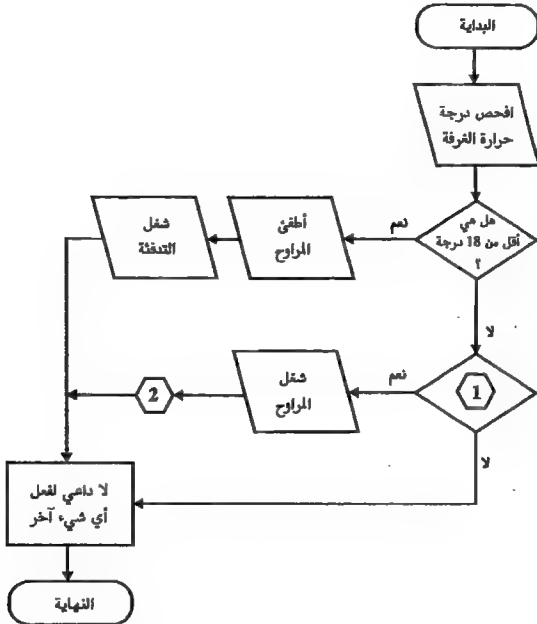 البداية
افحص درجة
حرارة الغرفة
هل هي
أقل من 18 درجة
؟
نعم
أطفئ
المراوح
شغل
التدفئة
لا
1
نعم
شغل
المراوح
2
لا
لا داعي لفعل
أي شيء آخر
النهاية